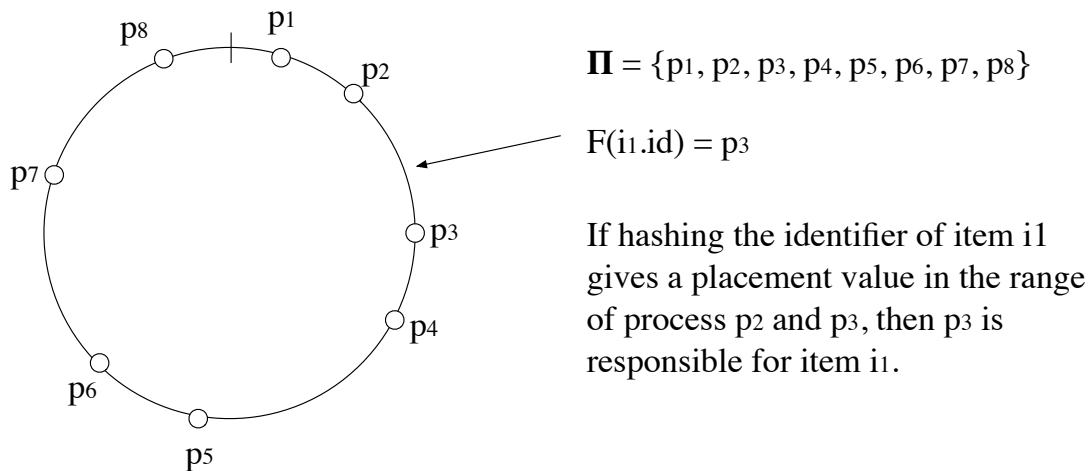 p8
p1
p2
p7
p3
p4
p6
p5
Π = {p1, p2, p3, p4, p5, p6, p7, p8}
F(i1.id) = p3
If hashing the identifier of item i1
gives a placement value in the range
of process p2 and p3, then p3 is
responsible for item i1.